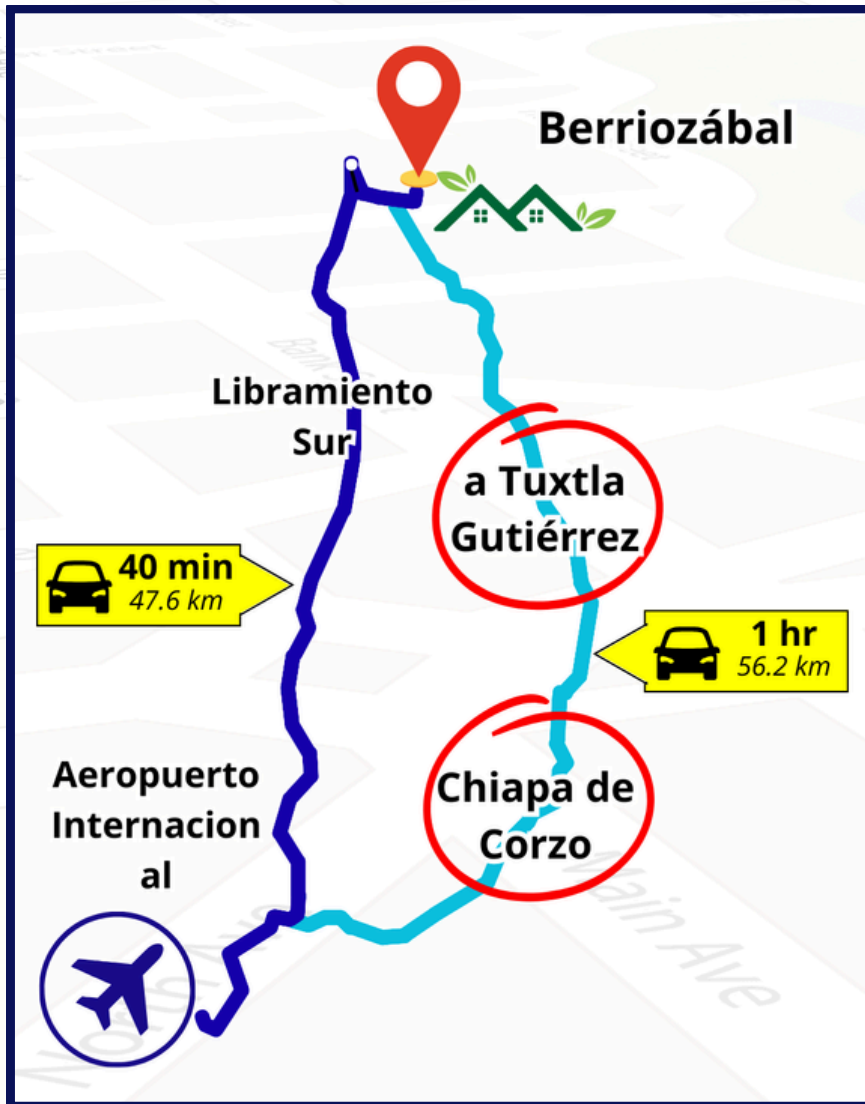 Berriozábal
Libramiento
Sur
a Tuxtla
Gutiérrez
40 min
47.6 km
1 hr
56.2 km
Aeropuerto
Internacion
al
Chiapa de
Corzo
Main Ave